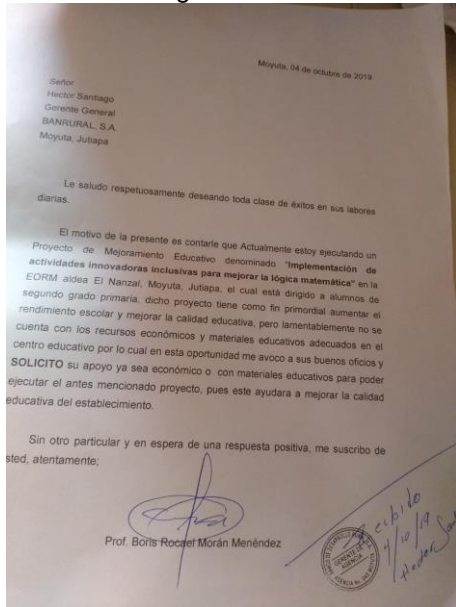 Moyuta, 04 de octubre de 2019
Señor
Hector Santiago
Gerente General
BANRURAL, S.A.
Moyuta, Jutiapa
Le saludo respetuosamente deseando toda clase de éxitos en sus labores
diarias.
El motivo de la presente es contarle que Actualmente estoy ejecutando un
Proyecto de Mejoramiento Educativo denominado "Implementación de
actividades innovadoras inclusivas para mejorar la lógica matemática" en la
EORM aldea El Nanzal, Moyuta, Jutiapa, el cual está dirigido a alumnos de
segundo grado primaria, dicho proyecto tiene como fin primordial aumentar el
rendimiento escolar y mejorar la calidad educativa, pero lamentablemente no se
cuenta con los recursos económicos y materiales educativos adecuados en el
centro educativo por lo cual en esta oportunidad me avoco a sus buenos oficios y
SOLICITO su apoyo ya sea económico o con materiales educativos para poder
ejecutar el antes mencionado proyecto, pues este ayudara a mejorar la calidad
educativa del establecimiento.
Sin otro particular y en espera de una respuesta positiva, me suscribo de
sted, atentamente;
Prof. Boris Rocael Morán Menéndez
GERENTE DE
AGENCIA
Recibido
4/10/19
Hector